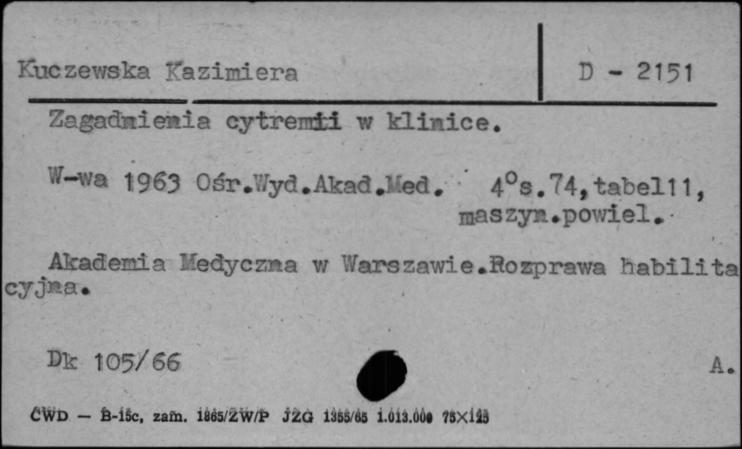 Kuczewska Kazimiera D - 2151
Zagadnienia cytremii w klinice.
W-wa 1963 Ośr.Wyd.Akad.Med. 4°s.74,tabel11,
maszyn.powiel.
Akademia Medyczna w Warszawie.Rozprawa habilita
cyjna.
Dk 105/66 A.
ĆWD — B-15c, zam. 1865/ZW/P JZG 1355/65 1.013.000 75×125